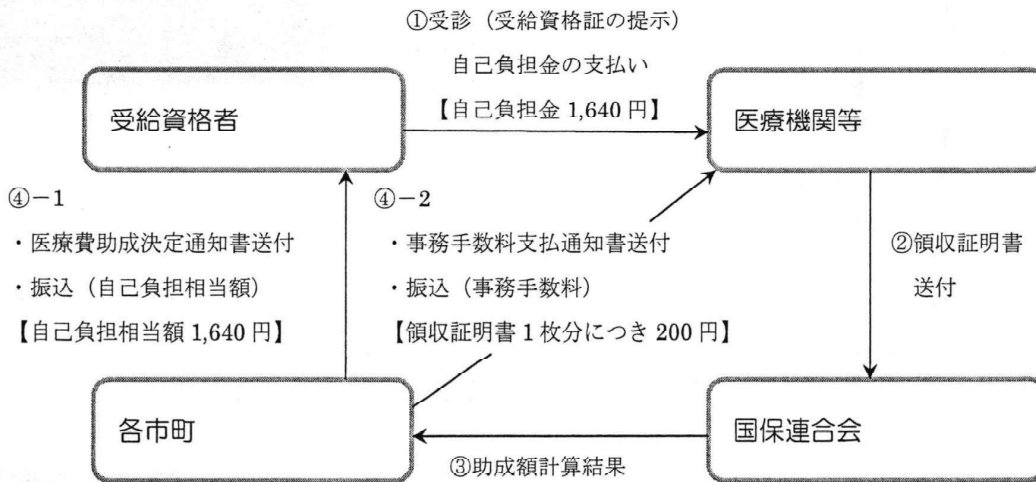 ①受診（受給資格証の提示）
自己負担金の支払い
【自己負担金 1,640 円】
受給資格者
医療機関等
④－1
・医療費助成決定通知書送付
・振込（自己負担相当額）
【自己負担相当額 1,640 円】
④－2
・事務手数料支払通知書送付
・振込（事務手数料）
【領収証明書 1 枚分につき 200 円】
②領収証明書
送付
各市町
国保連合会
③助成額計算結果